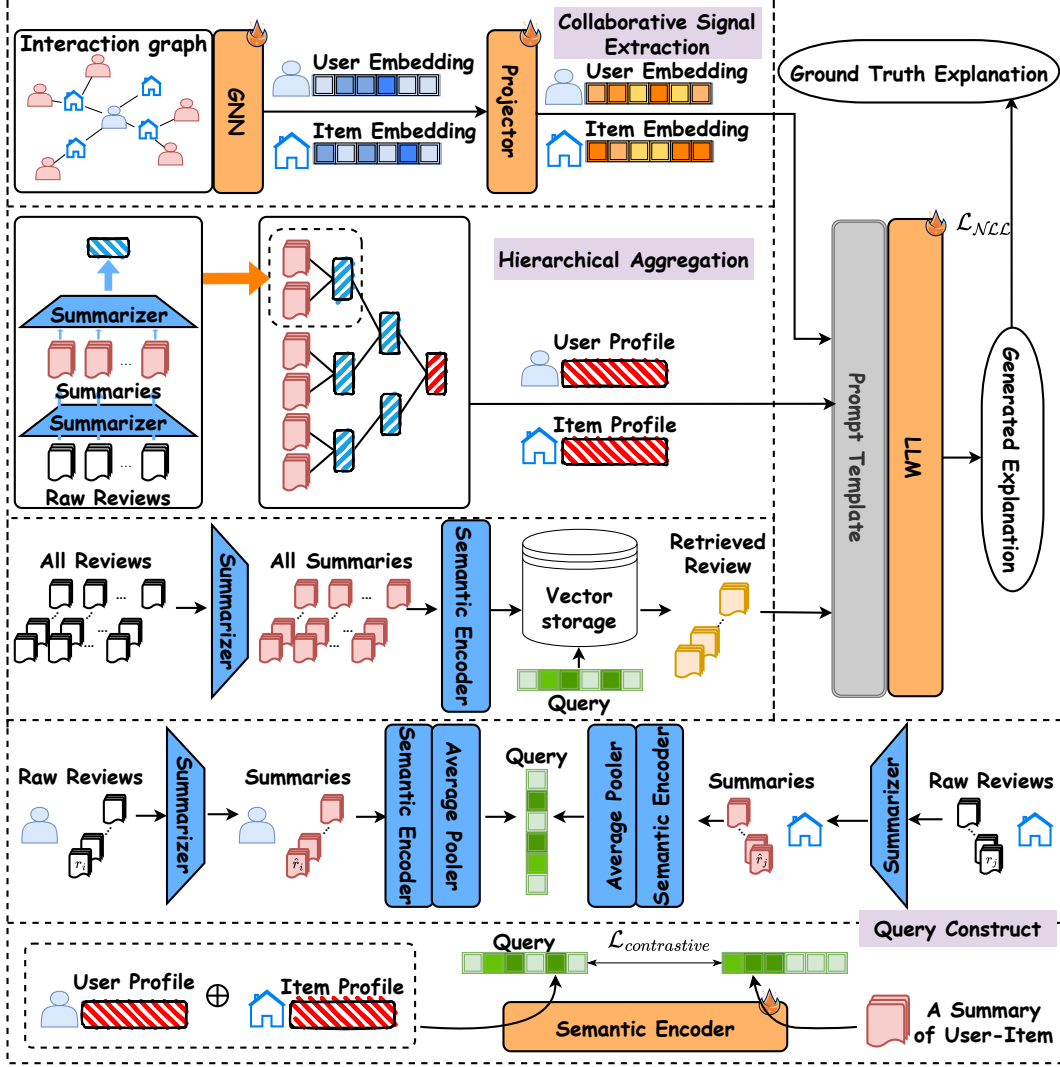 Interaction graph
GNN
User Embedding
Item Embedding
Projector
Collaborative Signal
Extraction
User Embedding
Item Embedding
Ground Truth Explanation
Summarizer
Summaries
...
Summarizer
...
Raw Reviews
Hierarchical Aggregation
User Profile
Item Profile
Prompt Template
LLM
ℒ_NLL
Generated Explanation
All Reviews
...
...
Summarizer
All Summaries
...
...
Semantic Encoder
Vector
storage
Query
Retrieved
Review
Raw Reviews
r_i
Summarizer
Summaries
r̂_i
Semantic Encoder
Average Pooler
Query
Average Pooler
Semantic Encoder
Summaries
r̂_j
Summarizer
Raw Reviews
r_j
Query Construct
User Profile
⊕
Item Profile
Query
ℒ_contrastive
Semantic Encoder
A Summary
of User-Item